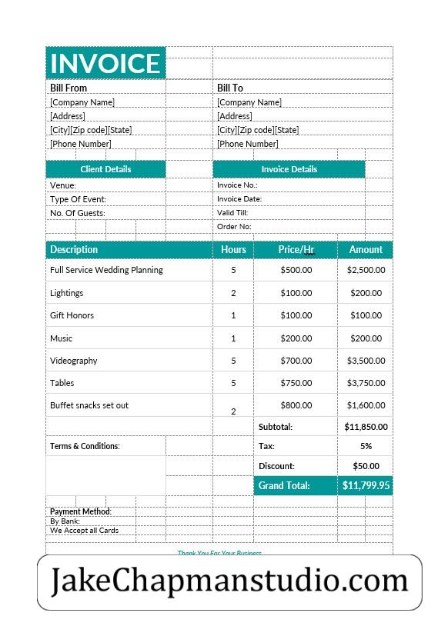 INVOICE
Bill From Bill To
[Company Name] [Company Name]
[Address] [Address]
[City][Zip code][State] [City][Zip code][State]
[Phone Number] [Phone Number]
Client Details Invoice Details
Venue: Invoice No.:
Type Of Event: Invoice Date:
No. Of Guests: Valid Till:
Order No:
Description Hours Price/Hr Amount
Full Service Wedding Planning 5 $500.00 $2,500.00
Lightings 2 $100.00 $200.00
Gift Honors 1 $100.00 $100.00
Music 1 $200.00 $200.00
Videography 5 $700.00 $3,500.00
Tables 5 $750.00 $3,750.00
Buffet snacks set out 2 $800.00 $1,600.00
Subtotal: $11,850.00
Terms & Conditions: Tax: 5%
Discount: $50.00
Grand Total: $11,799.95
Payment Method:
By Bank:
We Accept all Cards
Thank You For Your Business
JakeChapmanstudio.com